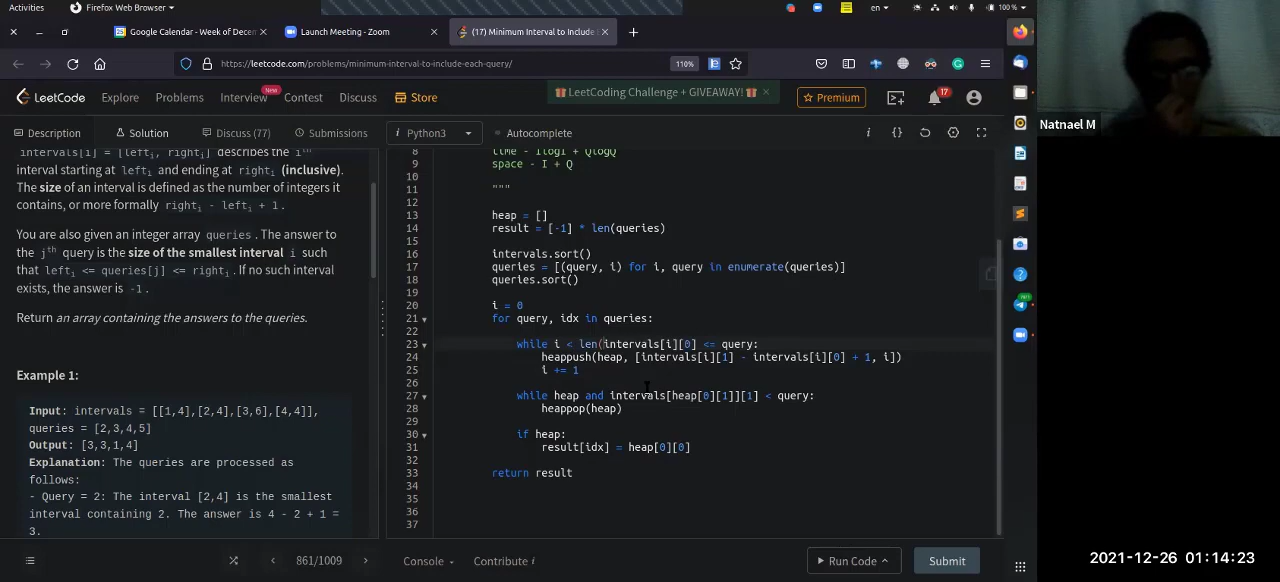 Activities
Firefox Web Browser
en
100 %
Google Calendar - Week of Decem
Launch Meeting - Zoom
(17) Minimum Interval to Include
https://leetcode.com/problems/minimum-interval-to-include-each-query/
110%
LeetCode
Explore
Problems
Interview
New
Contest
Discuss
Store
LeetCoding Challenge + GIVEAWAY!
Premium
17
Natnael M
Description
Solution
Discuss (77)
Submissions
Python3
Autocomplete
intervals[i] = [lefti, righti] describes the ith
interval starting at lefti and ending at righti (inclusive).
The size of an interval is defined as the number of integers it
contains, or more formally righti - lefti + 1.
You are also given an integer array queries. The answer to
the jth query is the size of the smallest interval i such
that lefti <= queries[j] <= righti. If no such interval
exists, the answer is -1.
Return an array containing the answers to the queries.
Example 1:
Input: intervals = [[1,4],[2,4],[3,6],[4,4]],
queries = [2,3,4,5]
Output: [3,3,1,4]
Explanation: The queries are processed as
follows:
- Query = 2: The interval [2,4] is the smallest
interval containing 2. The answer is 4 - 2 + 1 =
3.
8 time - IlogI + QlogQ
9 space - I + Q
10
11 """
12
13 heap = []
14 result = [-1] * len(queries)
15
16 intervals.sort()
17 queries = [(query, i) for i, query in enumerate(queries)]
18 queries.sort()
19
20 i = 0
21 for query, idx in queries:
22
23 while i < len(intervals[i][0] <= query:
24 heappush(heap, [intervals[i][1] - intervals[i][0] + 1, i])
25 i += 1
26
27 while heap and intervals[heap[0][1]][1] < query:
28 heappop(heap)
29
30 if heap:
31 result[idx] = heap[0][0]
32
33 return result
34
35
36
37
861/1009
Console
Contribute i
Run Code
Submit
2021-12-26 01:14:23